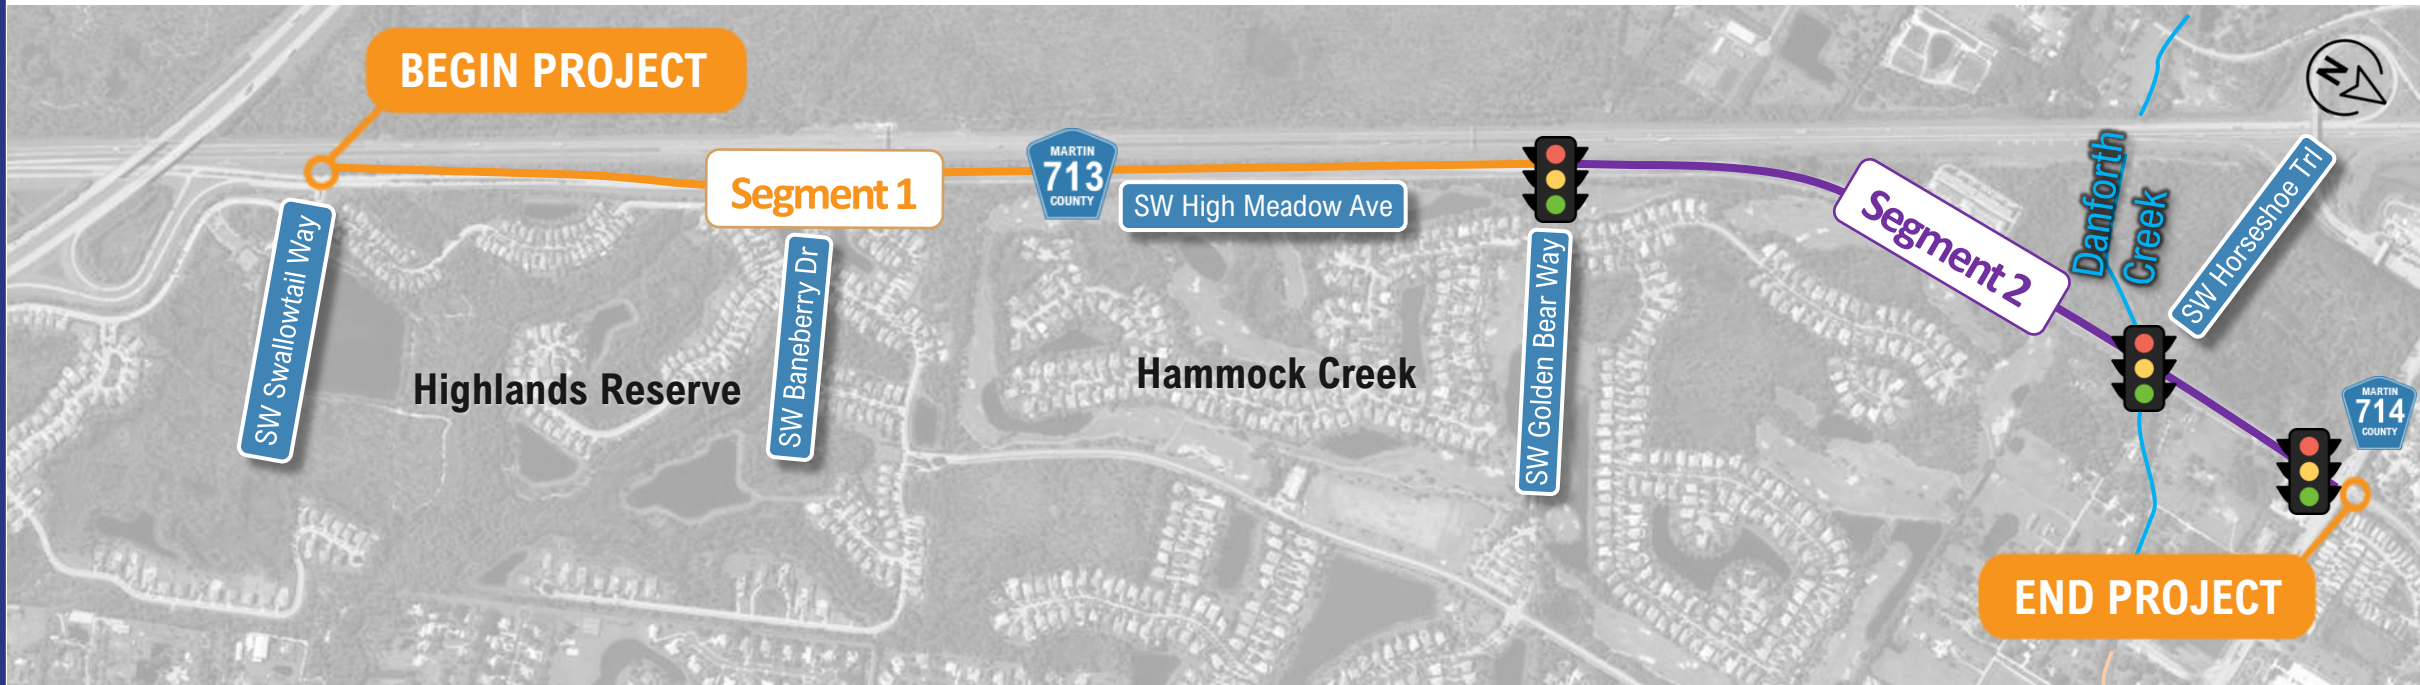 BEGIN PROJECT
N
MARTIN
713
COUNTY
Segment 1
SW High Meadow Ave
Segment 2
Danforth
Creek
SW Horseshoe Trl
SW Swallowtail Way
SW Baneberry Dr
SW Golden Bear Way
Highlands Reserve
Hammock Creek
MARTIN
714
COUNTY
END PROJECT